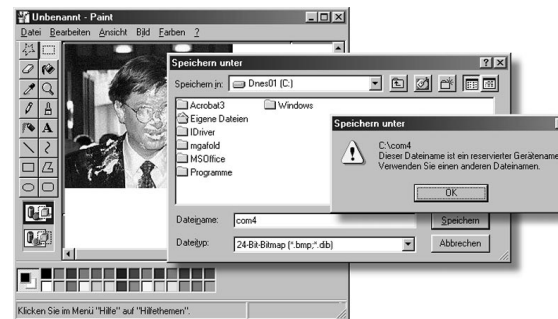 Unbenannt - Paint
Datei Bearbeiten Ansicht Bild Farben ?
Speichern unter
Speichern in: Dnes01 (C:)
Acrobat3 Windows
Eigene Dateien
IDriver
mgafold
MSOffice
Programme
Speichern unter
C:\com4
Dieser Dateiname ist ein reservierter Gerätename
Verwenden Sie einen anderen Dateinamen.
OK
Dateiname: com4 Speichern
Dateityp: 24-Bit-Bitmap (*.bmp;*.dib) Abbrechen
Klicken Sie im Menü "Hilfe" auf "Hilfethemen".